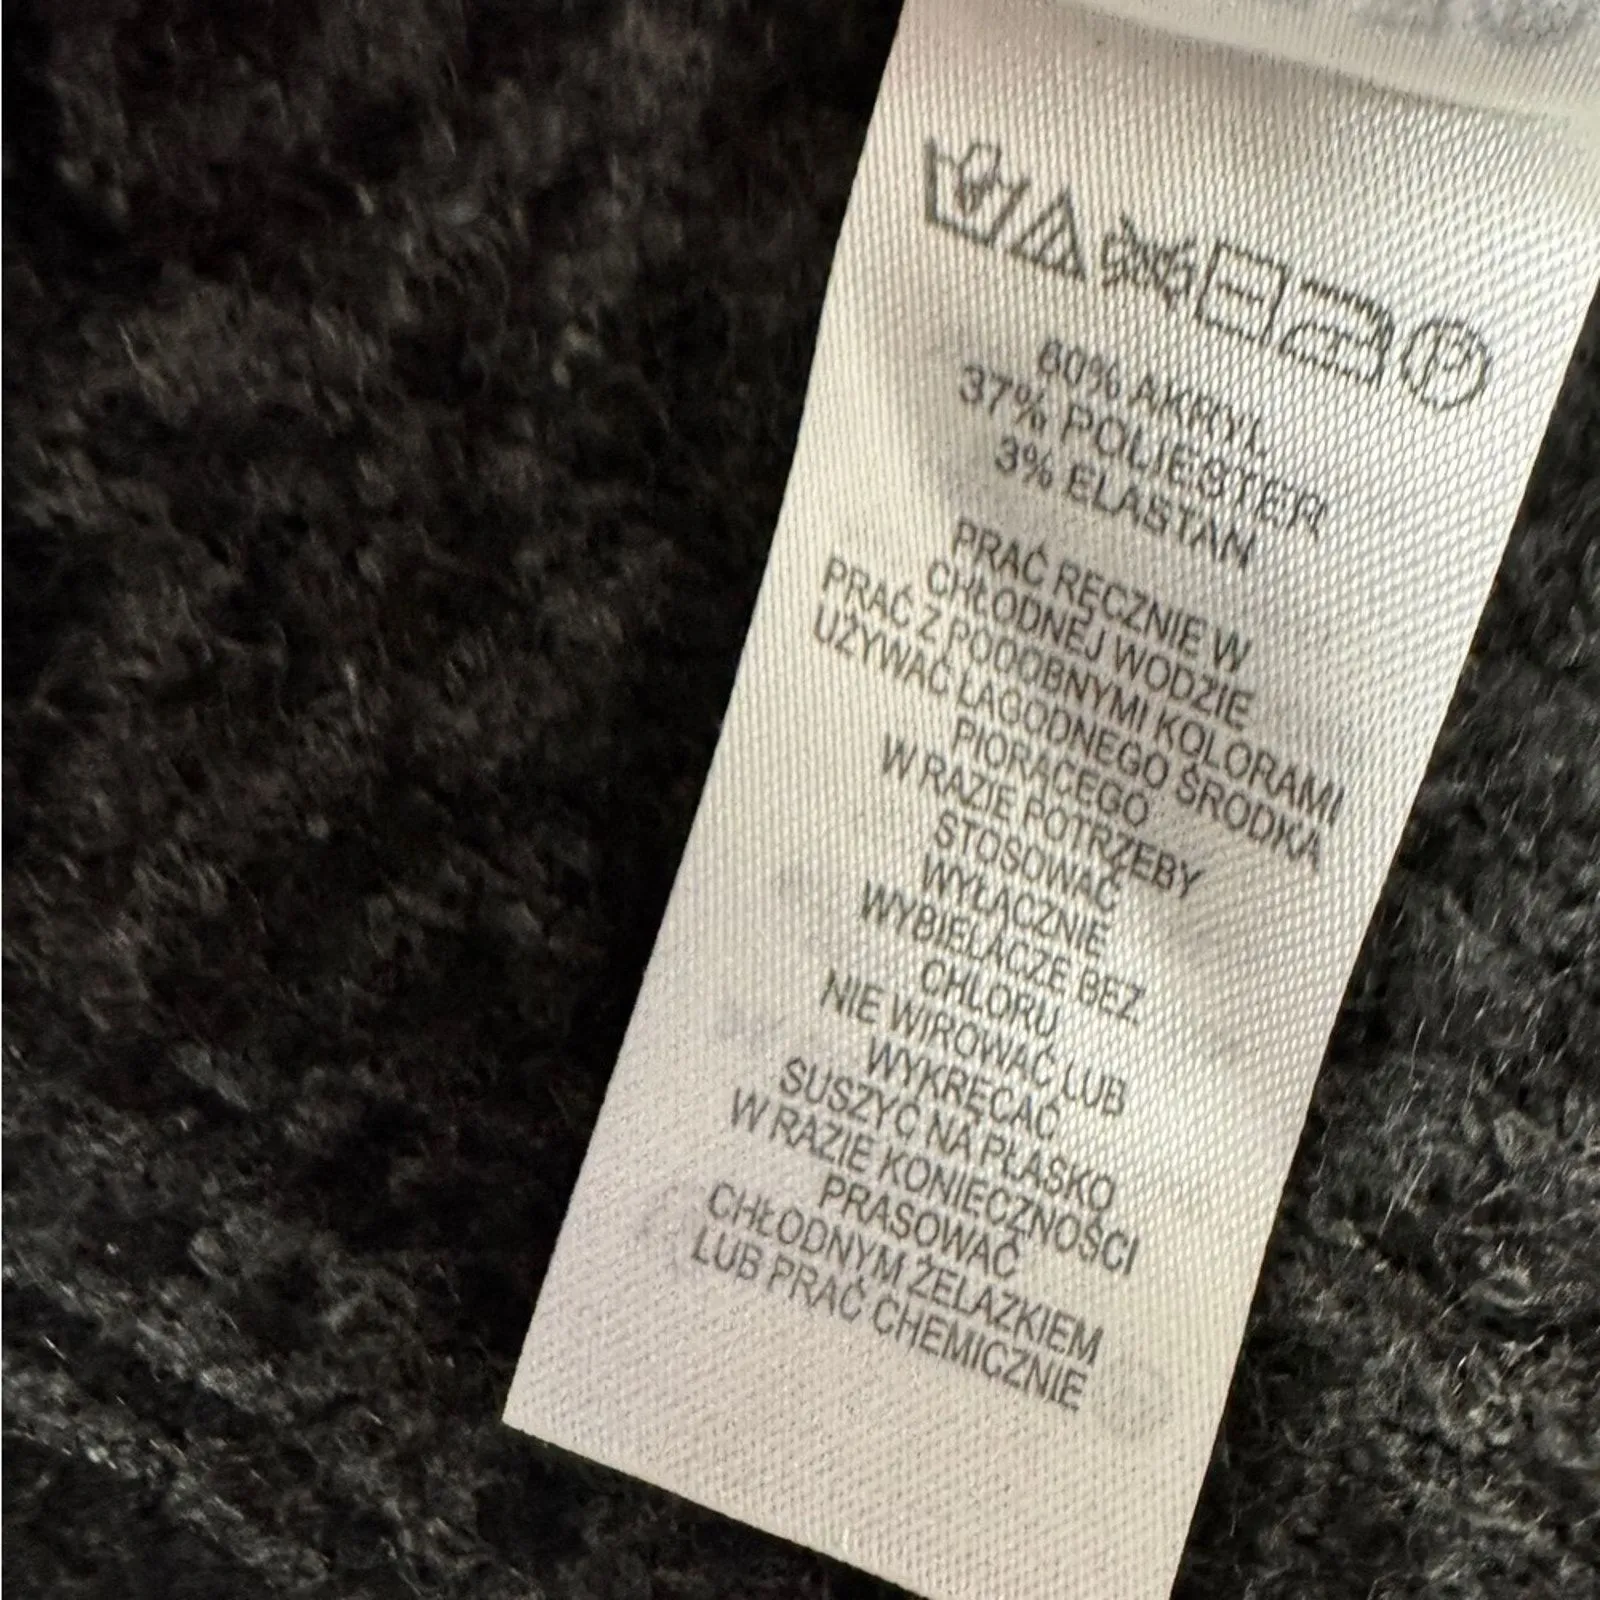 60% AKRYL
37% POLIESTER
3% ELASTAN
PRAĆ RĘCZNIE W
CHŁODNEJ WODZIE
PRAĆ Z PODOBNYMI KOLORAMI
UŻYWAĆ ŁAGODNEGO ŚRODKA
PIORĄCEGO
W RAZIE POTRZEBY
STOSOWAĆ
WYŁĄCZNIE
WYBIELACZE BEZ
CHLORU
NIE WIROWAĆ LUB
WYKRĘCAĆ
SUSZYĆ NA PŁASKO
W RAZIE KONIECZNOŚCI
PRASOWAĆ
CHŁODNYM ŻELAZKIEM
LUB PRAĆ CHEMICZNIE